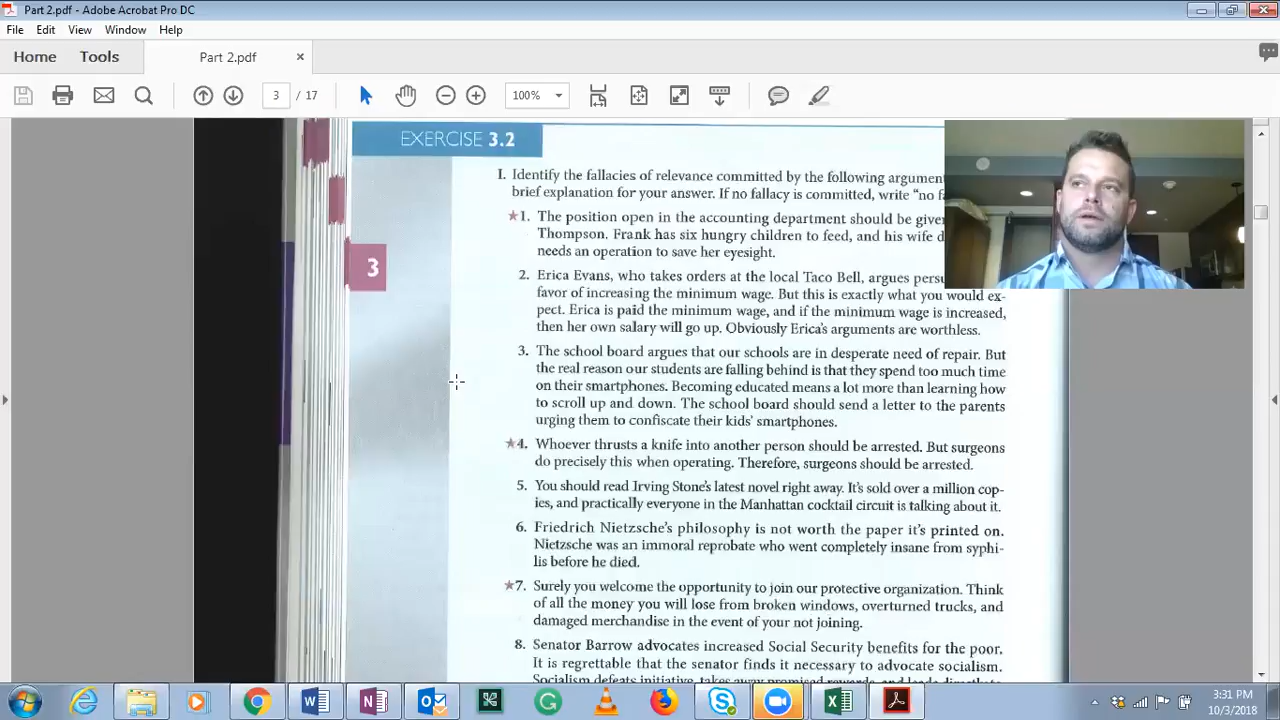 Part 2.pdf - Adobe Acrobat Pro DC
File Edit View Window Help
Home Tools Part 2.pdf ×
3 / 17 100%
EXERCISE 3.2
I. Identify the fallacies of relevance committed by the following
brief explanation for your answer. If no fallacy is committed, write "no
★1. The position open in the accounting department should be
Thompson. Frank has six hungry children to feed, and his wife
needs an operation to save her eyesight.
2. Erica Evans, who takes orders at the local Taco Bell, argues
favor of increasing the minimum wage. But this is exactly what you would ex-
pect. Erica is paid the minimum wage, and if the minimum wage is increased,
then her own salary will go up. Obviously Erica's arguments are worthless.
3. The school board argues that our schools are in desperate need of repair. But
the real reason our students are falling behind is that they spend too much time
on their smartphones. Becoming educated means a lot more than learning how
to scroll up and down. The school board should send a letter to the parents
urging them to confiscate their kids' smartphones.
3
★4. Whoever thrusts a knife into another person should be arrested. But surgeons
do precisely this when operating. Therefore, surgeons should be arrested.
5. You should read Irving Stone's latest novel right away. It's sold over a million cop-
ies, and practically everyone in the Manhattan cocktail circuit is talking about it.
6. Friedrich Nietzsche's philosophy is not worth the paper it's printed on.
Nietzsche was an immoral reprobate who went completely insane from syphi-
lis before he died.
★7. Surely you welcome the opportunity to join our protective organization. Think
of all the money you will lose from broken windows, overturned trucks, and
damaged merchandise in the event of your not joining.
8. Senator Barrow advocates increased Social Security benefits for the poor.
It is regrettable that the senator finds it necessary to advocate socialism.
Socialism defeats initiative, takes away promised rewards, and leads directly
3:31 PM
10/3/2018